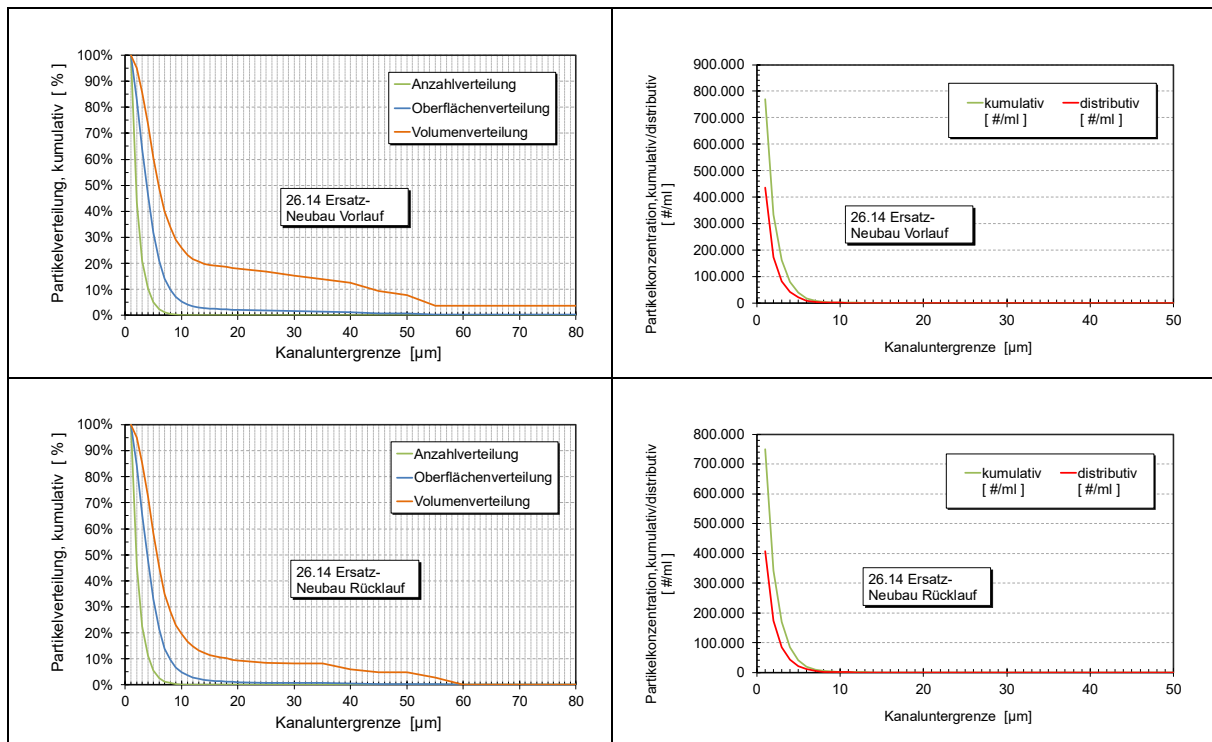 Partikelverteilung, kumulativ [ % ]
100%
90%
80%
70%
60%
50%
40%
30%
20%
10%
0%
Anzahlverteilung
Oberflächenverteilung
Volumenverteilung
26.14 Ersatz-
Neubau Vorlauf
0 10 20 30 40 50 60 70 80
Kanaluntergrenze [µm]
Partikelkonzentration,kumulativ/distributiv
[ #/ml ]
900.000
800.000
700.000
600.000
500.000
400.000
300.000
200.000
100.000
0
kumulativ
[ #/ml ]
distributiv
[ #/ml ]
26.14 Ersatz-
Neubau Vorlauf
0 10 20 30 40 50
Kanaluntergrenze [µm]
Partikelverteilung, kumulativ [ % ]
100%
90%
80%
70%
60%
50%
40%
30%
20%
10%
0%
Anzahlverteilung
Oberflächenverteilung
Volumenverteilung
26.14 Ersatz-
Neubau Rücklauf
0 10 20 30 40 50 60 70 80
Kanaluntergrenze [µm]
Partikelkonzentration,kumulativ/distributiv
[ #/ml ]
800.000
700.000
600.000
500.000
400.000
300.000
200.000
100.000
0
kumulativ
[ #/ml ]
distributiv
[ #/ml ]
26.14 Ersatz-
Neubau Rücklauf
0 10 20 30 40 50
Kanaluntergrenze [µm]